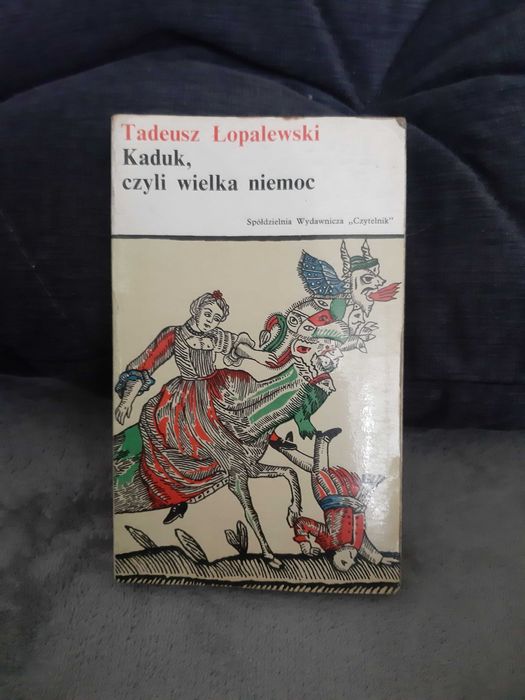 Tadeusz Łopalewski
Kaduk,
czyli wielka niemoc
Spółdzielnia Wydawnicza „Czytelnik”